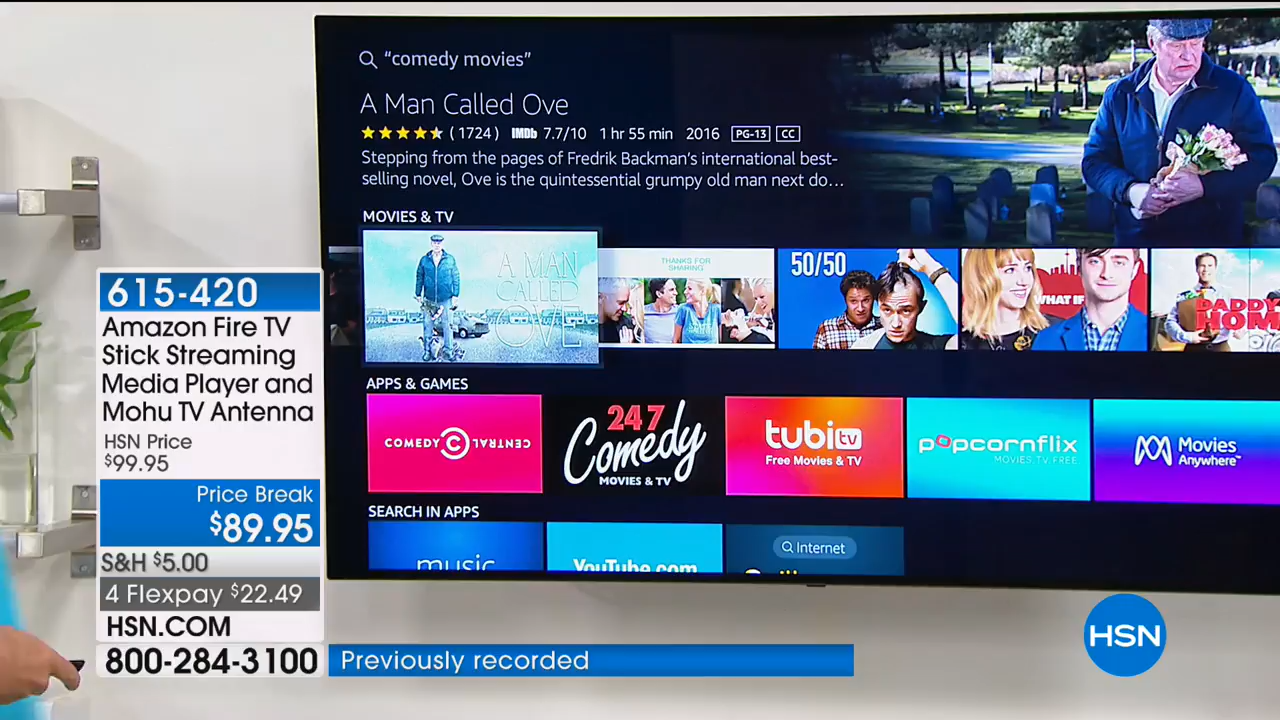 "comedy movies"
A Man Called Ove
(1724) IMDb 7.7/10 1 hr 55 min 2016 PG-13 CC
Stepping from the pages of Fredrik Backman's international best-
selling novel, Ove is the quintessential grumpy old man next do...
MOVIES & TV
A MAN
CALLED
OVE
THANKS FOR
SHARING
50/50
WHAT IF
DADDY
HOM
APPS & GAMES
COMEDY CENTRAL
247
Comedy
MOVIES & TV
tubi tv
Free Movies & TV
popcornflix
MOVIES. TV. FREE.
Movies
Anywhere™
SEARCH IN APPS
music
YouTube.com
Internet
615-420
Amazon Fire TV
Stick Streaming
Media Player and
Mohu TV Antenna
HSN Price
$99.95
Price Break
$89.95
S&H $5.00
4 Flexpay $22.49
HSN.COM
800-284-3100
Previously recorded
HSN